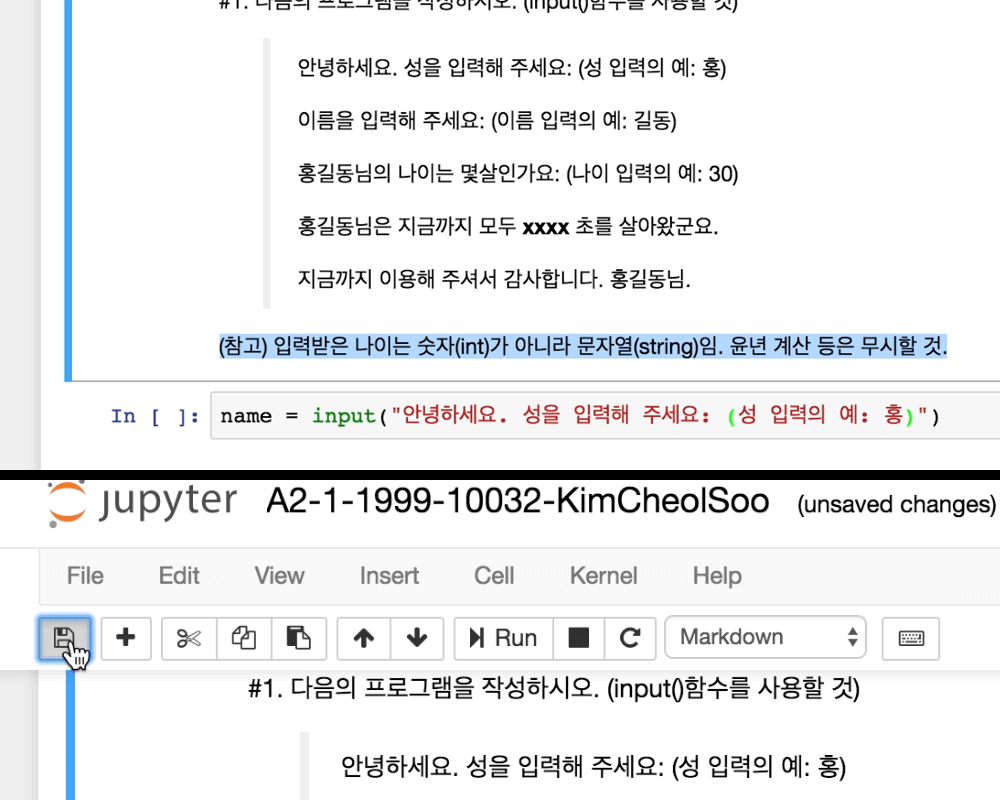 #1. 다음의 프로그램을 작성하시오. (input()함수를 사용할 것)
안녕하세요. 성을 입력해 주세요: (성 입력의 예: 홍)
이름을 입력해 주세요: (이름 입력의 예: 길동)
홍길동님의 나이는 몇살인가요: (나이 입력의 예: 30)
홍길동님은 지금까지 모두 xxxx 초를 살아왔군요.
지금까지 이용해 주셔서 감사합니다. 홍길동님.
(참고) 입력받은 나이는 숫자(int)가 아니라 문자열(string)임. 윤년 계산 등은 무시할 것.
In [ ]: name = input("안녕하세요. 성을 입력해 주세요: (성 입력의 예: 홍)")
jupyter A2-1-1999-10032-KimCheolSoo (unsaved changes)
File Edit View Insert Cell Kernel Help
Run Markdown
#1. 다음의 프로그램을 작성하시오. (input()함수를 사용할 것)
안녕하세요. 성을 입력해 주세요: (성 입력의 예: 홍)